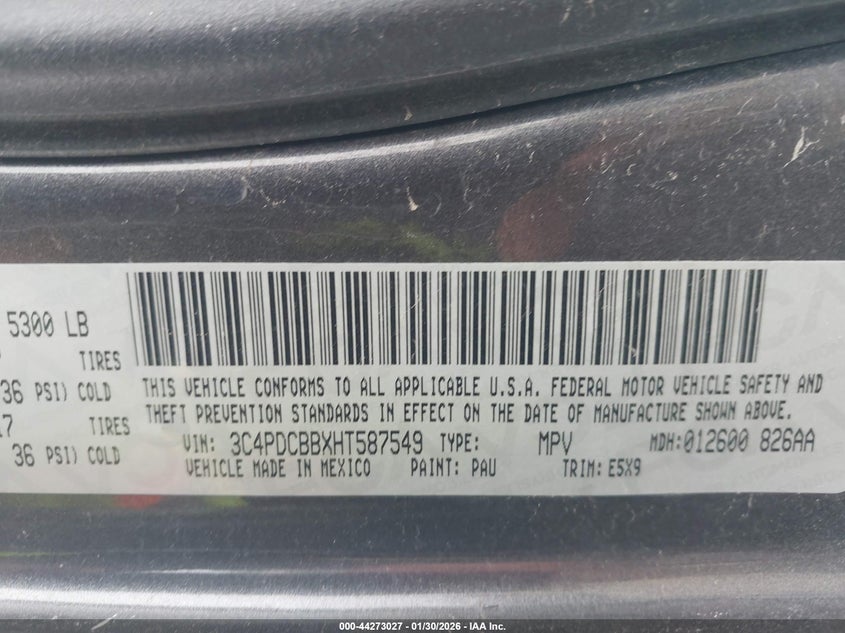 5300 LB
TIRES
36 PSI) COLD
17 TIRES
36 PSI) COLD
THIS VEHICLE CONFORMS TO ALL APPLICABLE U.S.A. FEDERAL MOTOR VEHICLE SAFETY AND
THEFT PREVENTION STANDARDS IN EFFECT ON THE DATE OF MANUFACTURE SHOWN ABOVE.
VIN: 3C4PDCBBXHT587549 TYPE: MPV MDH:012600 826AA
VEHICLE MADE IN MEXICO PAINT: PAU TRIM: E5X9
000-44273027 - 01/30/2026 - IAA Inc.